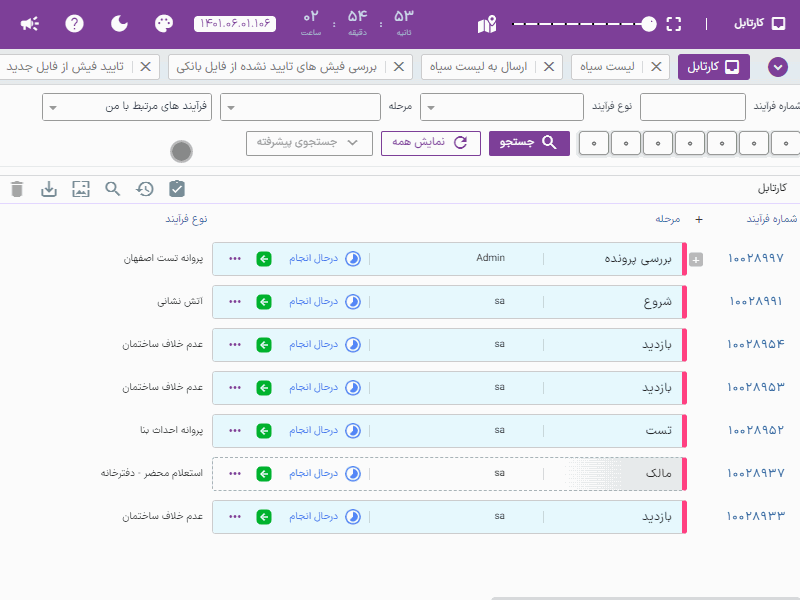 کارتابل
۵۳ : ۵۴ : ۰۲
ثانیه دقیقه ساعت
۱۴۰۱.۰۶.۰۱.۱۰۶
کارتابل
لیست سیاه
ارسال به لیست سیاه
بررسی فیش های تایید نشده از فایل بانکی
تایید فیش از فایل جدید
شماره فرآیند
نوع فرآیند
مرحله
فرآیند های مرتبط با من
۰ ۰ ۰ ۰ ۰ ۰ ۰
جستجو
نمایش همه
جستجوی پیشرفته
کارتابل
شماره فرآیند + مرحله نوع فرآیند
۱۰۰۲۸۹۹۷ بررسی پرونده Admin درحال انجام پروانه تست اصفهان
۱۰۰۲۸۹۹۱ شروع sa درحال انجام آتش نشانی
۱۰۰۲۸۹۵۴ بازدید sa درحال انجام عدم خلاف ساختمان
۱۰۰۲۸۹۵۳ بازدید sa درحال انجام عدم خلاف ساختمان
۱۰۰۲۸۹۵۲ تست sa درحال انجام پروانه احداث بنا
۱۰۰۲۸۹۳۷ مالک sa درحال انجام استعلام محضر - دفترخانه
۱۰۰۲۸۹۳۳ بازدید sa درحال انجام عدم خلاف ساختمان